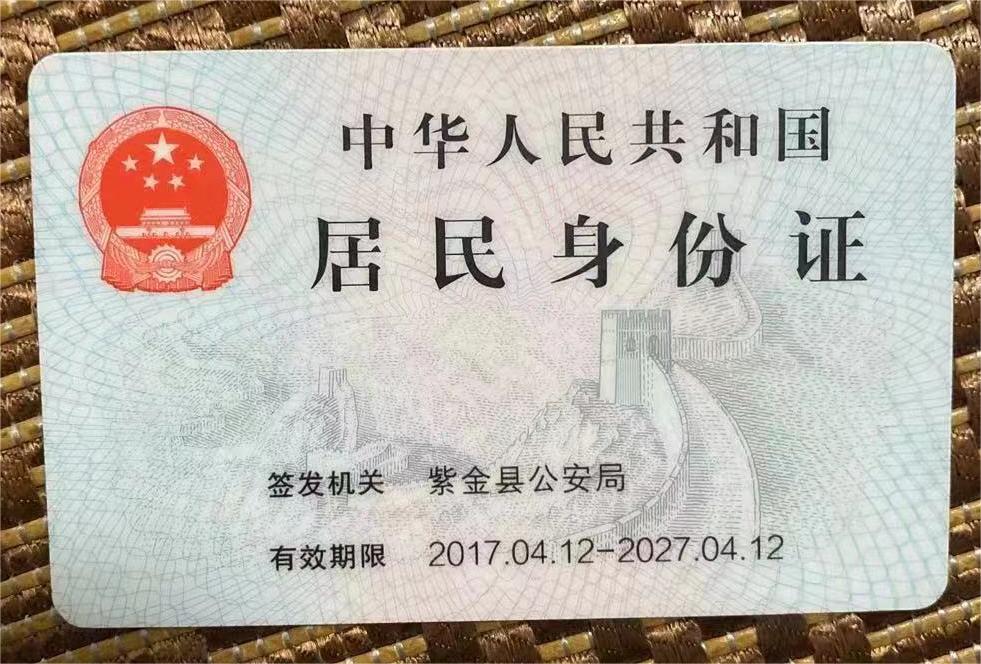 中华人民共和国
居民身份证
签发机关 紫金县公安局
有效期限 2017.04.12-2027.04.12